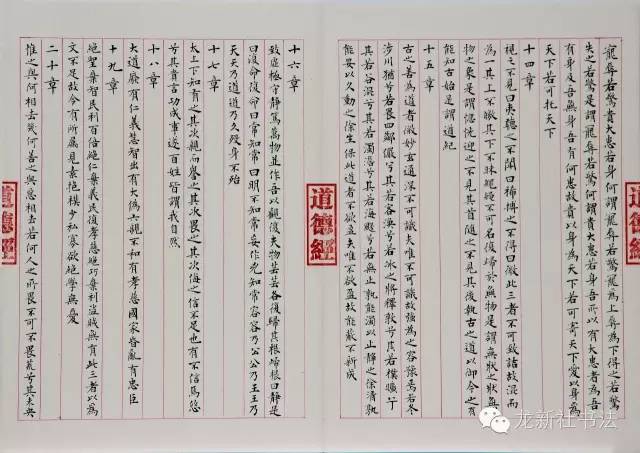 寵辱若驚貴大患若身何謂寵辱若驚寵爲上辱為下得之若驚
失之若驚是謂寵辱若驚何謂貴大患若身吾所以有大患者為吾
有身及吾無身吾有何患故貴以身為天下若可寄天下愛以身為
天下若可托天下
十四章
視之不見曰夷聽之不聞曰稀摶之不得曰微此三者不可致詰故混而
為一其上不皦其下不昧繩繩不可名復歸於無物是謂無狀之狀無
物之象是謂惚恍迎之不見其首隨之不見其後執古之道以御今之有
能知古始是謂道紀
十五章
古之善為道者微妙玄通深不可識夫唯不可識故強為之容豫焉若冬
涉川猶兮若畏四鄰儼兮其若客渙兮若冰之將釋敦兮其若樸曠兮
其若谷混兮其若濁澹兮其若海飂兮若無止孰能濁以止靜之徐清孰
能安以久動之徐生保此道者不欲盈夫唯不欲盈故能蔽不新成
道德經
道德經
十六章
致虛極守靜篤萬物並作吾以觀復夫物芸芸各復歸其根歸根曰靜是
曰復命復命曰常知常曰明不知常妄作兇知常容容乃公公乃王王乃
天天乃道道乃久歿身不殆
十七章
太上下知有之其次親而譽之其次畏之其次侮之信不足也有不信焉悠
兮其貴言功成事遂百姓皆謂我自然
十八章
大道廢有仁義慧智出有大偽六親不和有孝慈國家昏亂有忠臣
十九章
絕聖棄智民利百倍絕仁棄義民復孝慈絕巧棄利盜賊無有此三者以為
文不足故令有所屬見素抱樸少私寡欲絕學無憂
二十章
惟之與阿相去幾何善之與惡相去若何人之所畏不可不畏荒兮其未央
道德經
龙新社书法